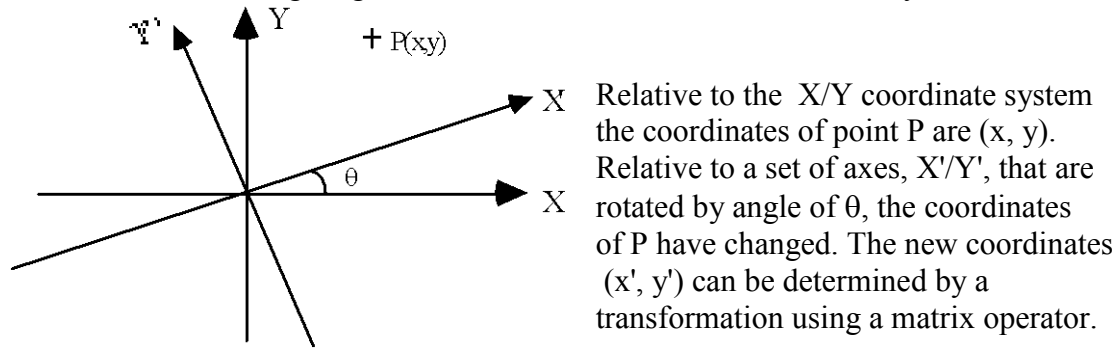 Y'
Y
+ P(x,y)
X'
Relative to the X/Y coordinate system
the coordinates of point P are (x, y).
Relative to a set of axes, X'/Y', that are
θ
X
rotated by angle of θ, the coordinates
of P have changed. The new coordinates
(x', y') can be determined by a
transformation using a matrix operator.